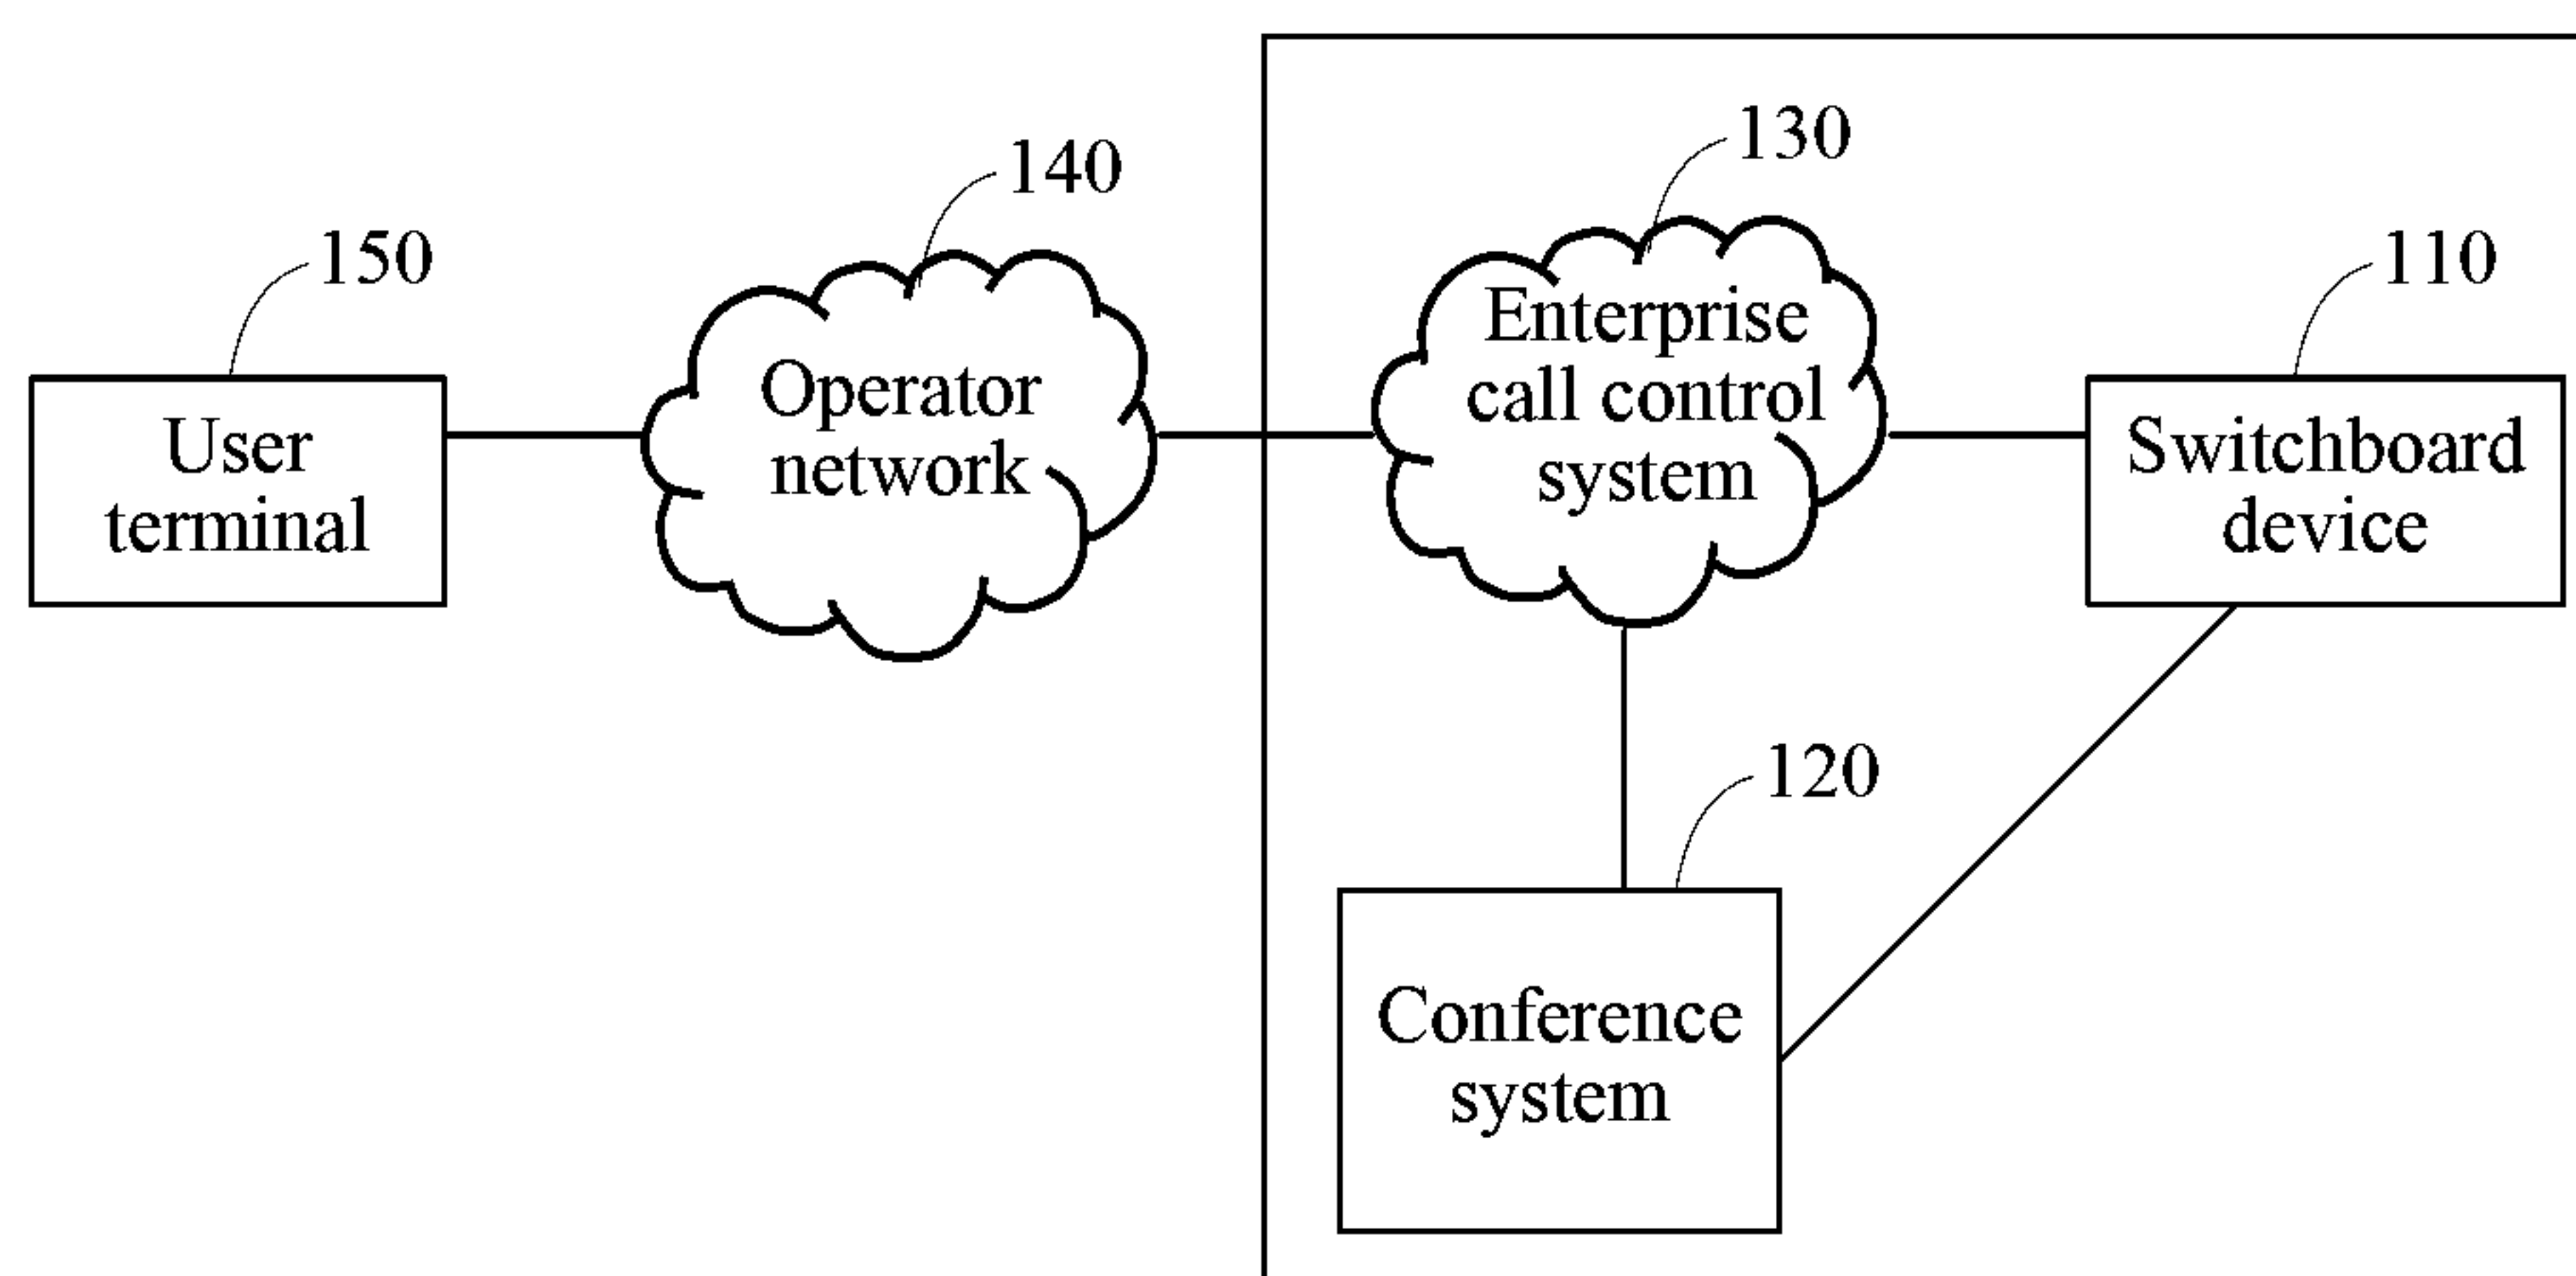 150
User
terminal
140
Operator
network
130
Enterprise
call control
system
110
Switchboard
device
120
Conference
system